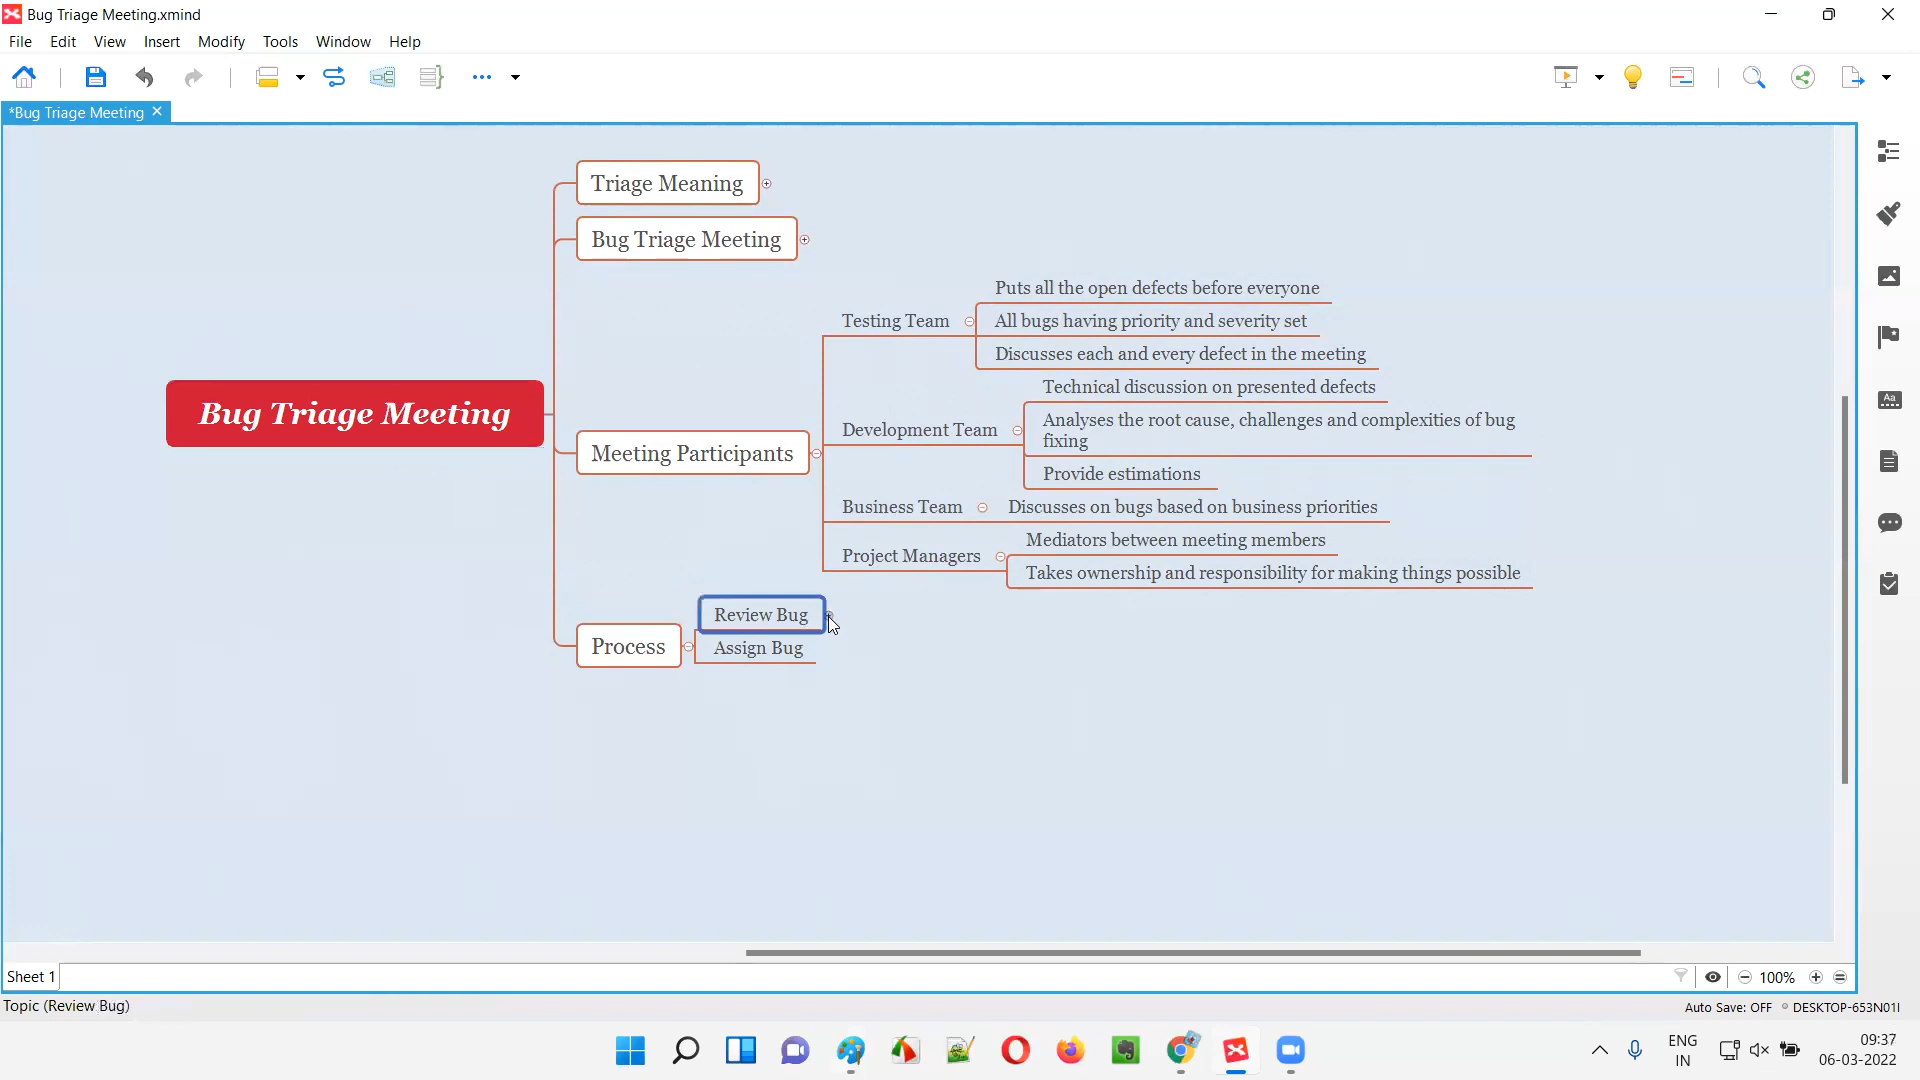 Bug Triage Meeting.xmind
File Edit View Insert Modify Tools Window Help
*Bug Triage Meeting
Triage Meaning
Bug Triage Meeting
Puts all the open defects before everyone
Testing Team
All bugs having priority and severity set
Discusses each and every defect in the meeting
Technical discussion on presented defects
Bug Triage Meeting
Development Team
Analyses the root cause, challenges and complexities of bug
fixing
Meeting Participants
Provide estimations
Business Team
Discusses on bugs based on business priorities
Mediators between meeting members
Project Managers
Takes ownership and responsibility for making things possible
Review Bug
Process
Assign Bug
Aa
Sheet 1
100%
Topic (Review Bug)
Auto Save: OFF
DESKTOP-653N01I
ENG
IN
09:37
06-03-2022